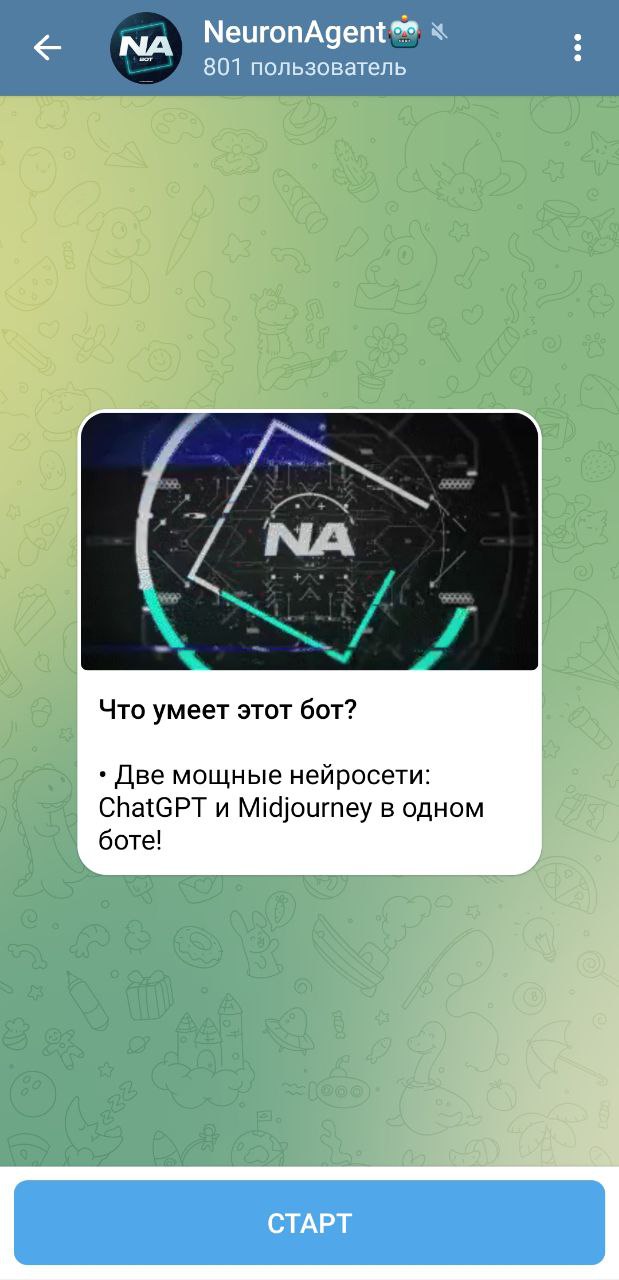 NA
BOT
NeuronAgent🤖
801 пользователь
NA
Что умеет этот бот?
• Две мощные нейросети:
ChatGPT и Midjourney в одном
боте!
СТАРТ